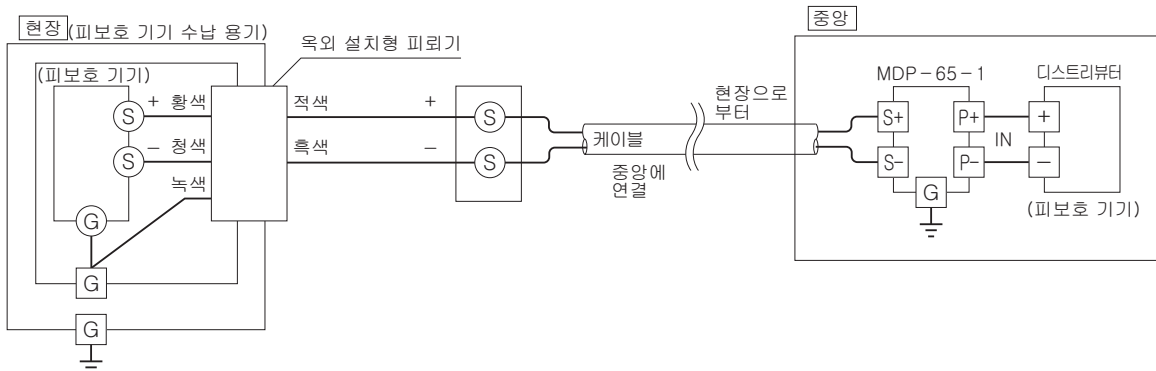 현장 (피보호 기기 수납 용기)
옥외 설치형 피뢰기
(피보호 기기)
S + 황색
적색 + S
S − 청색
흑색 − S
녹색
G
G
G
케이블
중앙에
연결
현장으로
부터
중앙
MDP−65−1
디스트리뷰터
S+ P+ +
IN
S- P- −
G
(피보호 기기)